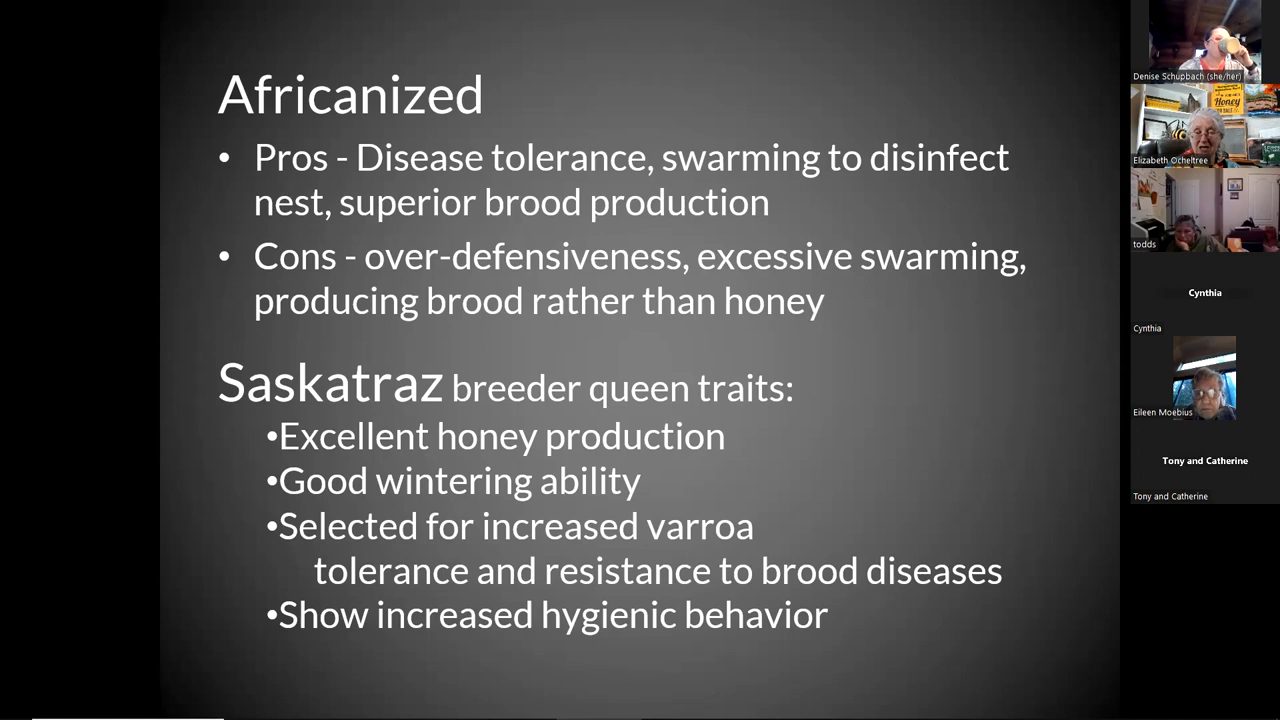 Africanized
• Pros - Disease tolerance, swarming to disinfect
nest, superior brood production
• Cons - over-defensiveness, excessive swarming,
producing brood rather than honey
Saskatraz breeder queen traits:
•Excellent honey production
•Good wintering ability
•Selected for increased varroa
tolerance and resistance to brood diseases
•Show increased hygienic behavior
Denise Schupbach (she/her)
Honey
Elizabeth Ocheltree
todds
Cynthia
Cynthia
Eileen Moebius
Tony and Catherine
Tony and Catherine